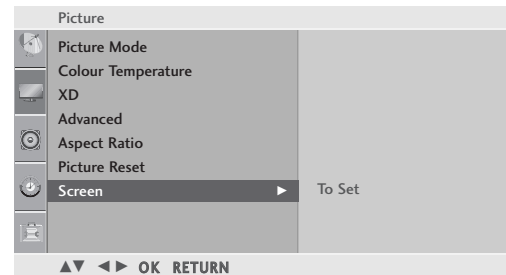 Picture
Picture Mode
Colour Temperature
XD
Advanced
Aspect Ratio
Picture Reset
Screen ▶ To Set
▲▼ ◀ ▶ OK RETURN